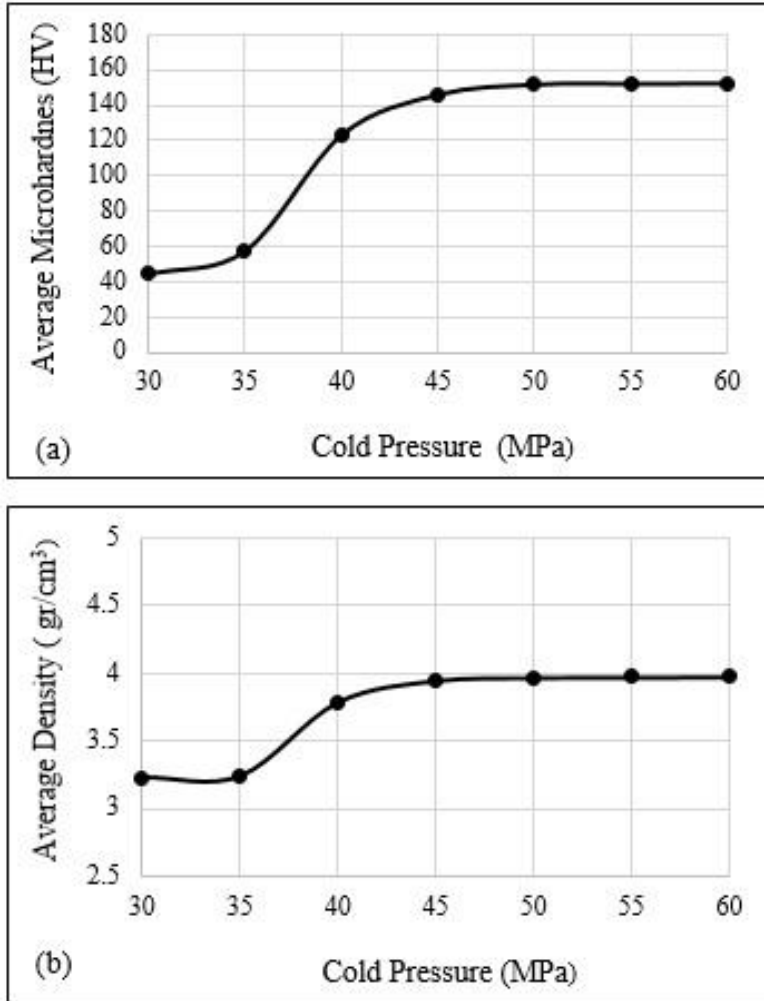 Average Microhardnes (HV)
180
160
140
120
100
80
60
40
20
0
30 35 40 45 50 55 60
(a) Cold Pressure (MPa)
Average Density ( gr/cm³)
5
4.5
4
3.5
3
2.5
30 35 40 45 50 55 60
(b) Cold Pressure (MPa)